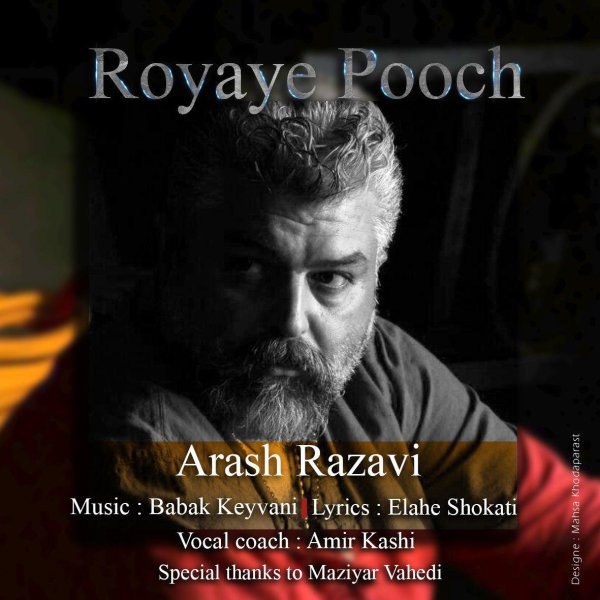 Royaye Pooch
Arash Razavi
Music : Babak Keyvani | Lyrics : Elahe Shokati
Vocal coach : Amir Kashi
Special thanks to Maziyar Vahedi
Designe : Mahsa Khodaparast